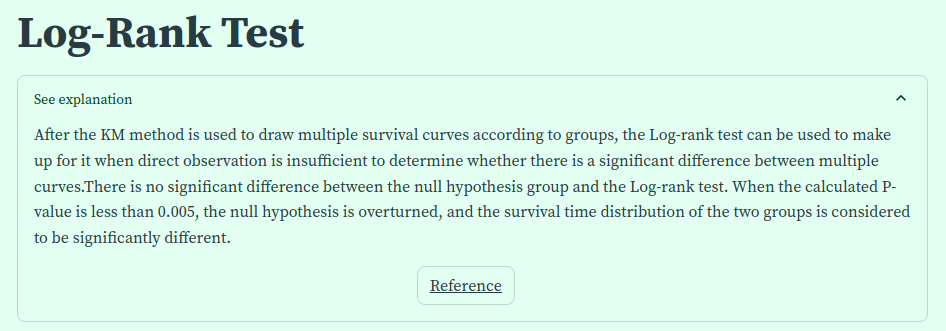 Log-Rank Test
See explanation
After the KM method is used to draw multiple survival curves according to groups, the Log-rank test can be used to make
up for it when direct observation is insufficient to determine whether there is a significant difference between multiple
curves.There is no significant difference between the null hypothesis group and the Log-rank test. When the calculated P-
value is less than 0.005, the null hypothesis is overturned, and the survival time distribution of the two groups is considered
to be significantly different.
Reference